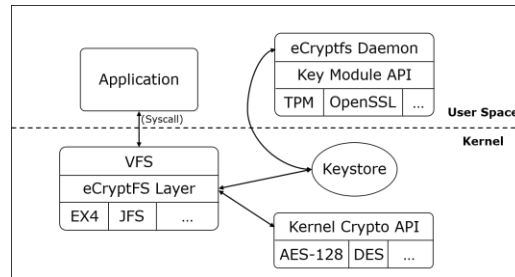 eCryptfs Daemon
Application
Key Module API
TPM OpenSSL ...
(Syscall)
User Space
Kernel
VFS
eCryptFS Layer
Keystore
EX4 JFS ...
Kernel Crypto API
AES-128 DES ...